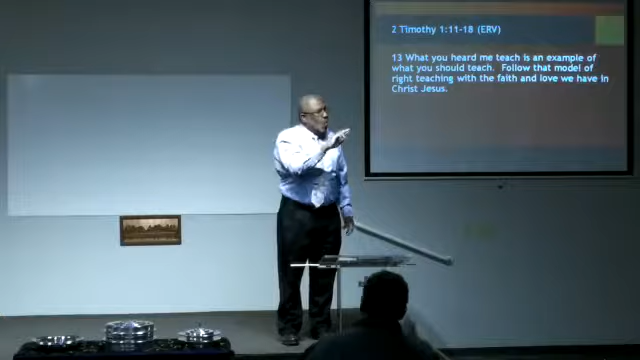 2 Timothy 1:11-18 (ERV)
13 What you heard me teach is an example of
what you should teach. Follow that model of
right teaching with the faith and love we have in
Christ Jesus.